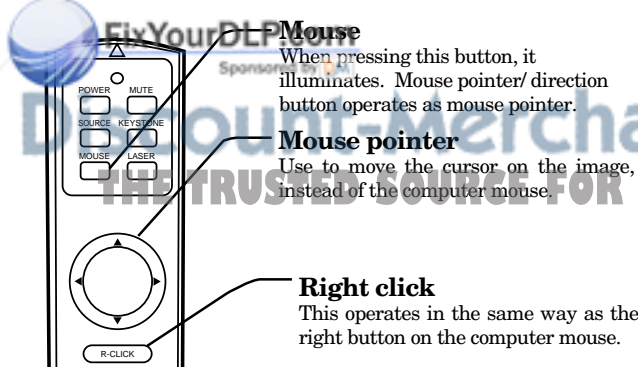 FixYourDLP.com
Sponsored by
Discount-Mercha
THE TRUSTED SOURCE FOR
POWER MUTE
SOURCE KEYSTONE
MOUSE LASER
R-CLICK
Mouse
When pressing this button, it
illuminates. Mouse pointer/ direction
button operates as mouse pointer.
Mouse pointer
Use to move the cursor on the image,
instead of the computer mouse.
Right click
This operates in the same way as the
right button on the computer mouse.